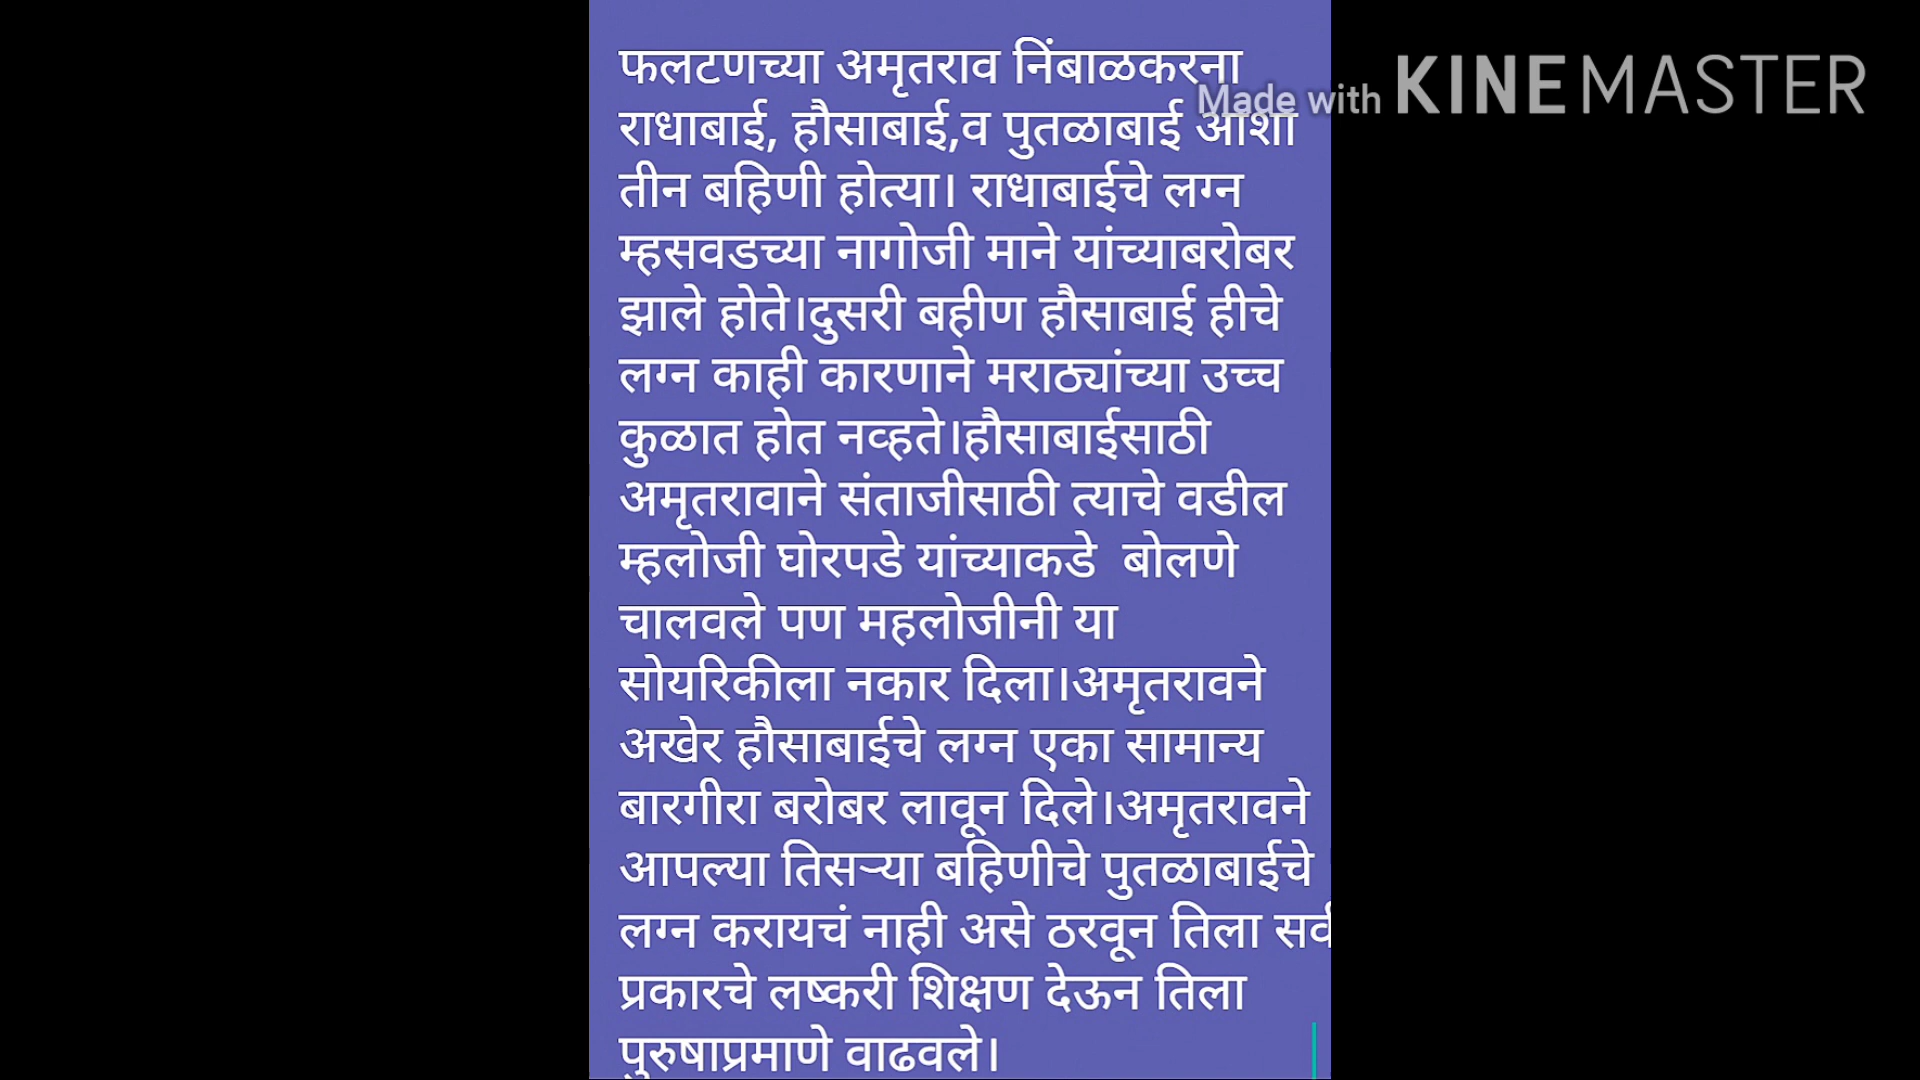 फलटणच्या अमृतराव निंबाळकरना
Made with KINEMASTER
राधाबाई, हौसाबाई,व पुतळाबाई आशा
तीन बहिणी होत्या। राधाबाईचे लग्न
म्हसवडच्या नागोजी माने यांच्याबरोबर
झाले होते।दुसरी बहीण हौसाबाई हीचे
लग्न काही कारणाने मराठ्यांच्या उच्च
कुळात होत नव्हते।हौसाबाईसाठी
अमृतरावाने संताजीसाठी त्याचे वडील
म्हलोजी घोरपडे यांच्याकडे  बोलणे
चालवले पण महलोजीनी या
सोयरिकीला नकार दिला।अमृतरावने
अखेर हौसाबाईचे लग्न एका सामान्य
बारगीरा बरोबर लावून दिले।अमृतरावने
आपल्या तिसऱ्या बहिणीचे पुतळाबाईचे
लग्न करायचं नाही असे ठरवून तिला सर्व
प्रकारचे लष्करी शिक्षण देऊन तिला
पुरुषाप्रमाणे वाढवले।